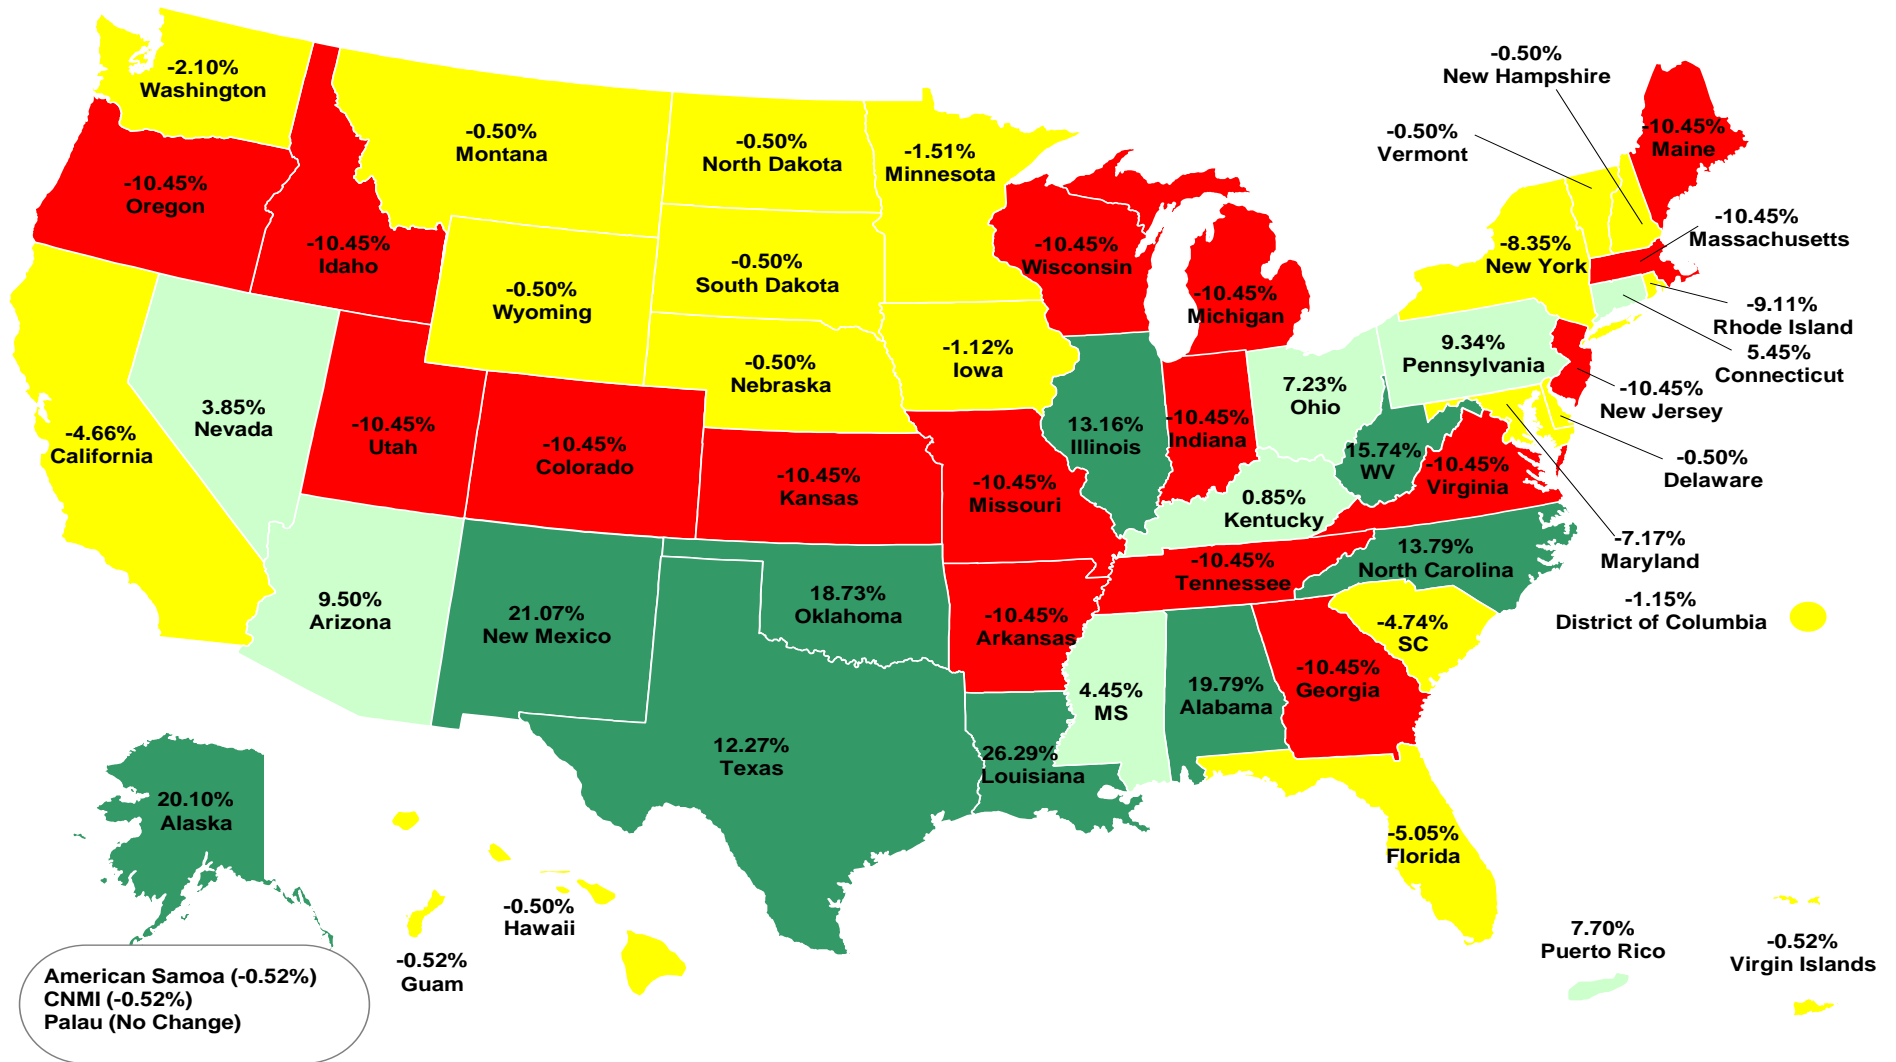 -2.10%
Washington
-0.50%
Montana
-0.50%
North Dakota
-1.51%
Minnesota
-0.50%
New Hampshire
-0.50%
Vermont
-10.45%
Maine
-10.45%
Oregon
-10.45%
Idaho
-0.50%
Wyoming
-0.50%
South Dakota
-10.45%
Wisconsin
-10.45%
Michigan
-8.35%
New York
-10.45%
Massachusetts
-9.11%
Rhode Island
5.45%
Connecticut
-10.45%
New Jersey
-4.66%
California
3.85%
Nevada
-10.45%
Utah
-10.45%
Colorado
-0.50%
Nebraska
-1.12%
Iowa
-10.45%
Kansas
-10.45%
Missouri
13.16%
Illinois
-10.45%
Indiana
7.23%
Ohio
9.34%
Pennsylvania
15.74%
WV
-10.45%
Virginia
-0.50%
Delaware
-7.17%
Maryland
-1.15%
District of Columbia
0.85%
Kentucky
-10.45%
Tennessee
13.79%
North Carolina
-4.74%
SC
9.50%
Arizona
21.07%
New Mexico
18.73%
Oklahoma
-10.45%
Arkansas
4.45%
MS
19.79%
Alabama
-10.45%
Georgia
12.27%
Texas
26.29%
Louisiana
-5.05%
Florida
20.10%
Alaska
-0.50%
Hawaii
-0.52%
Guam
7.70%
Puerto Rico
-0.52%
Virgin Islands
American Samoa (-0.52%)
CNMI (-0.52%)
Palau (No Change)